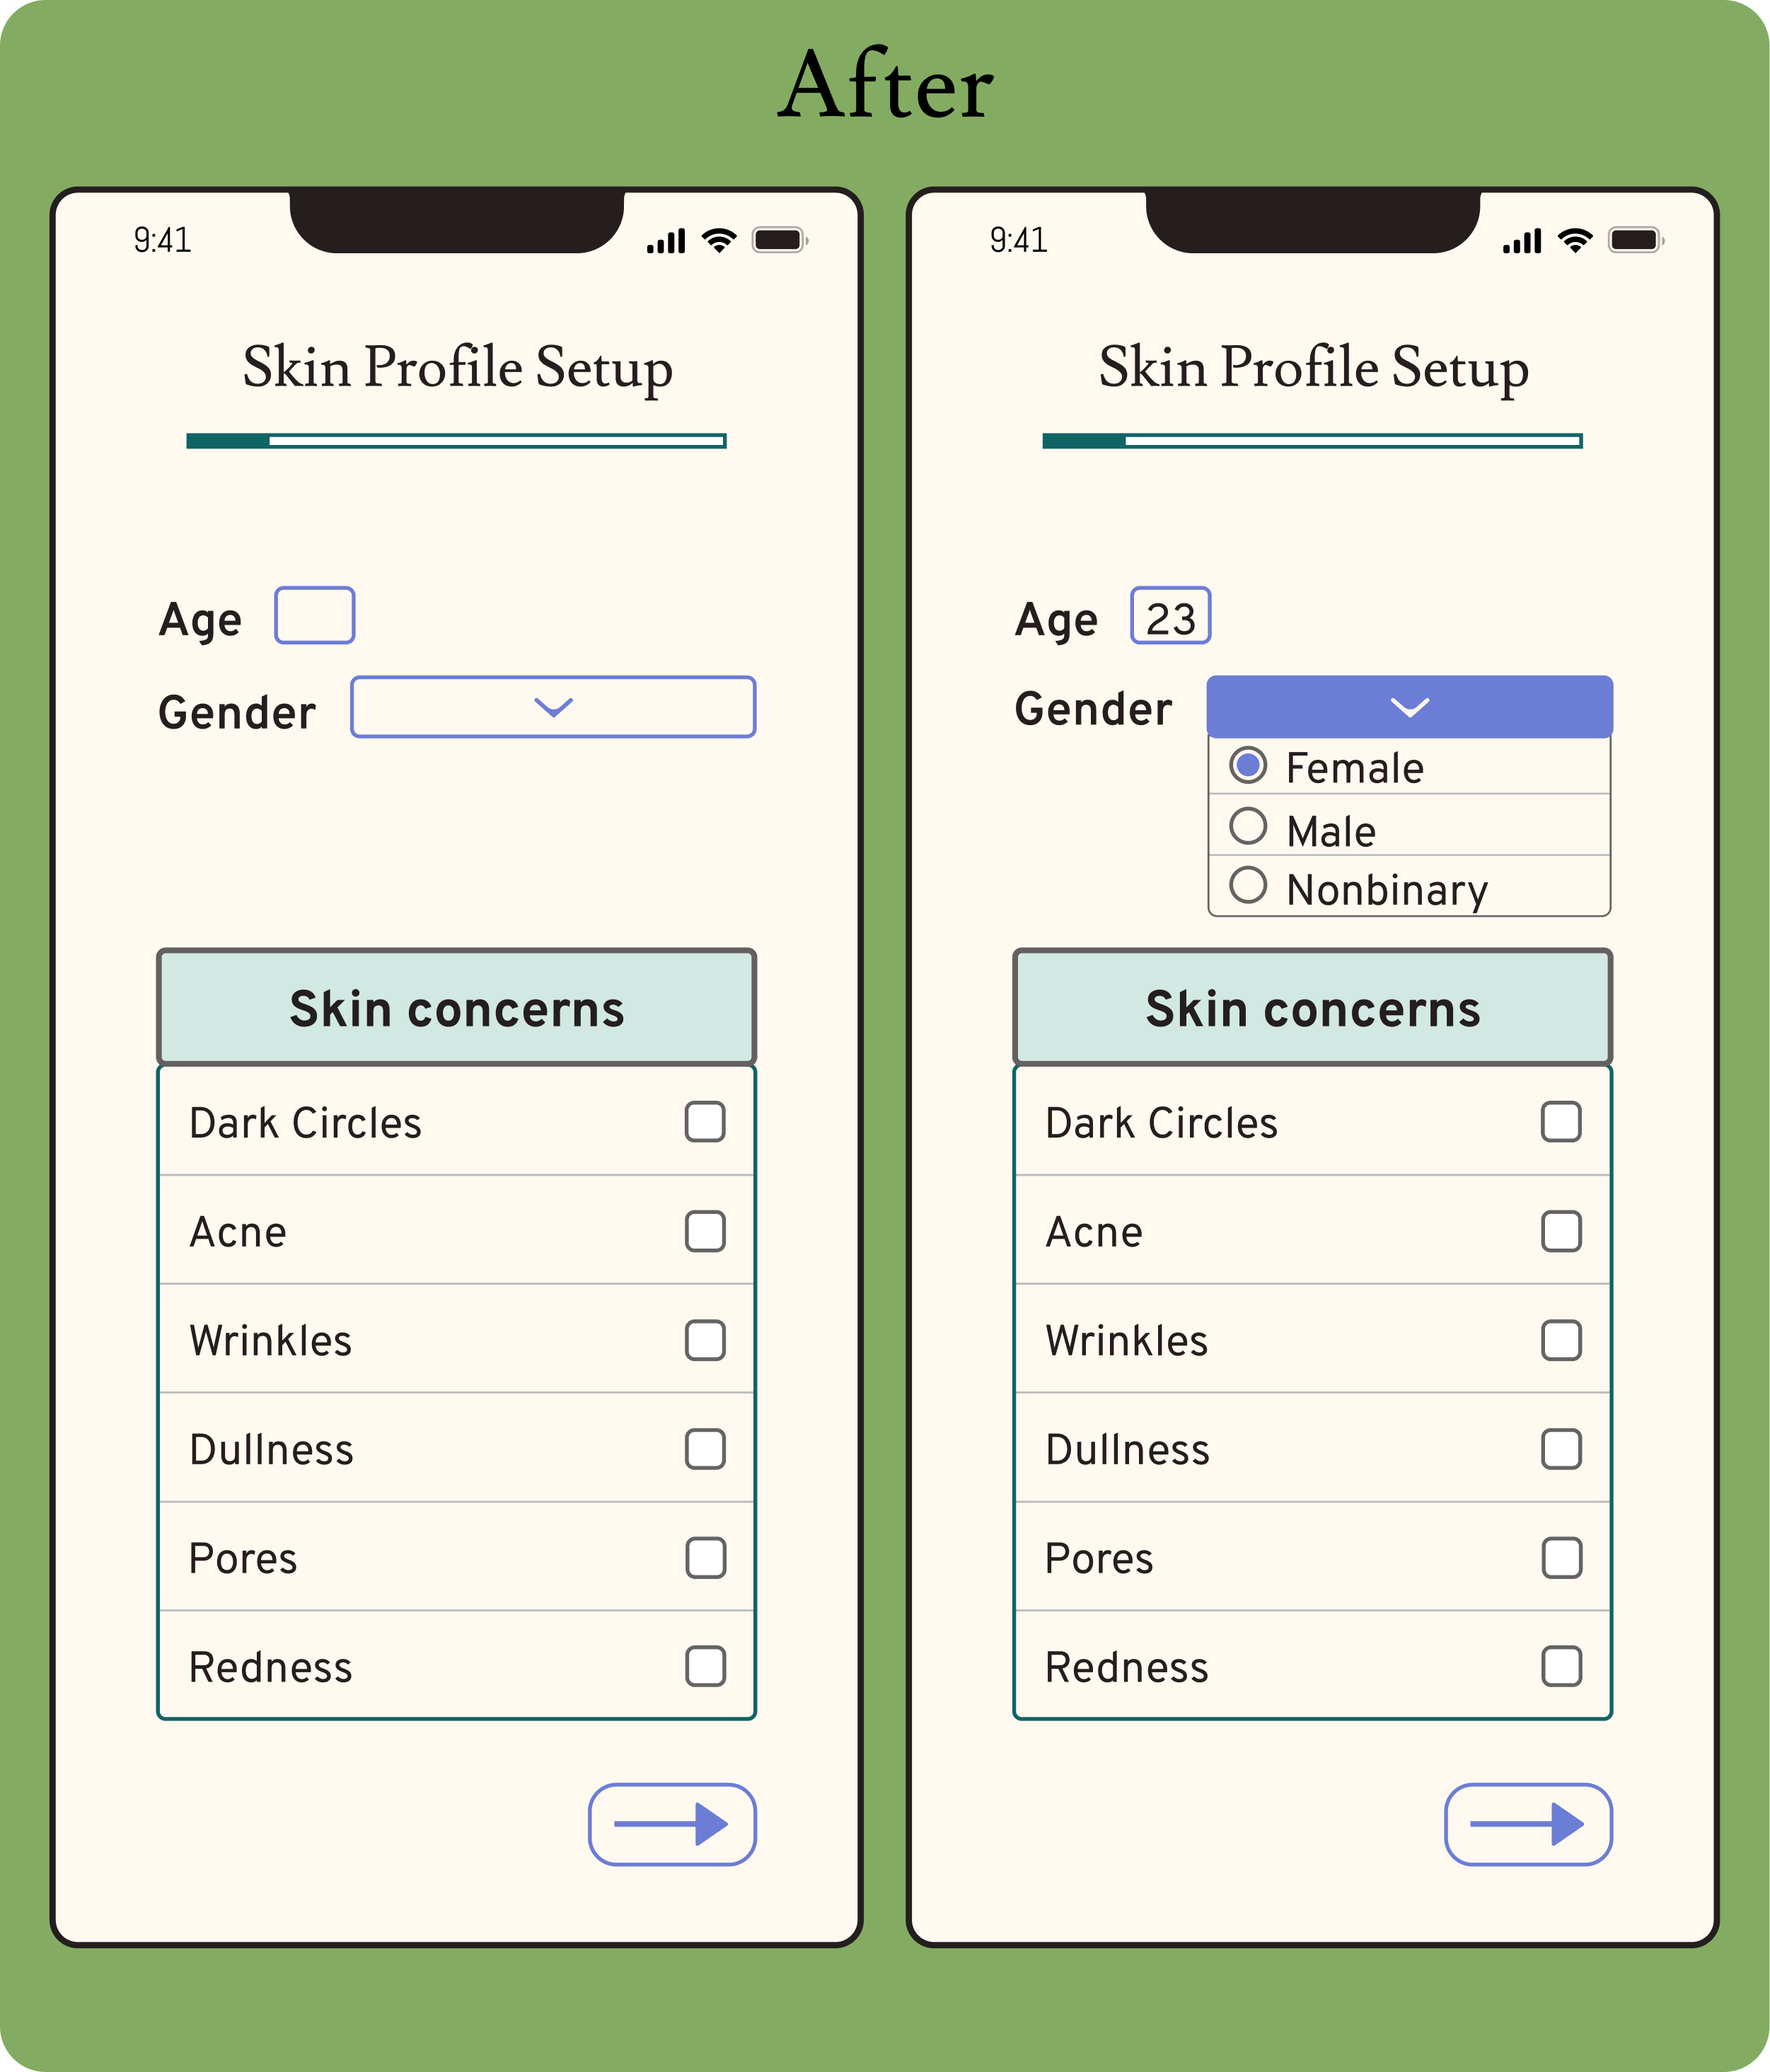 After
9:41
Skin Profile Setup
Age
Gender
Skin concerns
Dark Circles
Acne
Wrinkles
Dullness
Pores
Redness
9:41
Skin Profile Setup
Age 23
Gender
Female
Male
Nonbinary
Skin concerns
Dark Circles
Acne
Wrinkles
Dullness
Pores
Redness